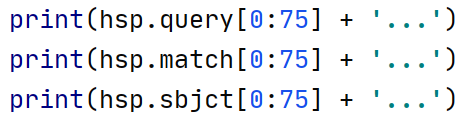 print(hsp.query[0:75] + '...')
print(hsp.match[0:75] + '...')
print(hsp.sbjct[0:75] + '...')